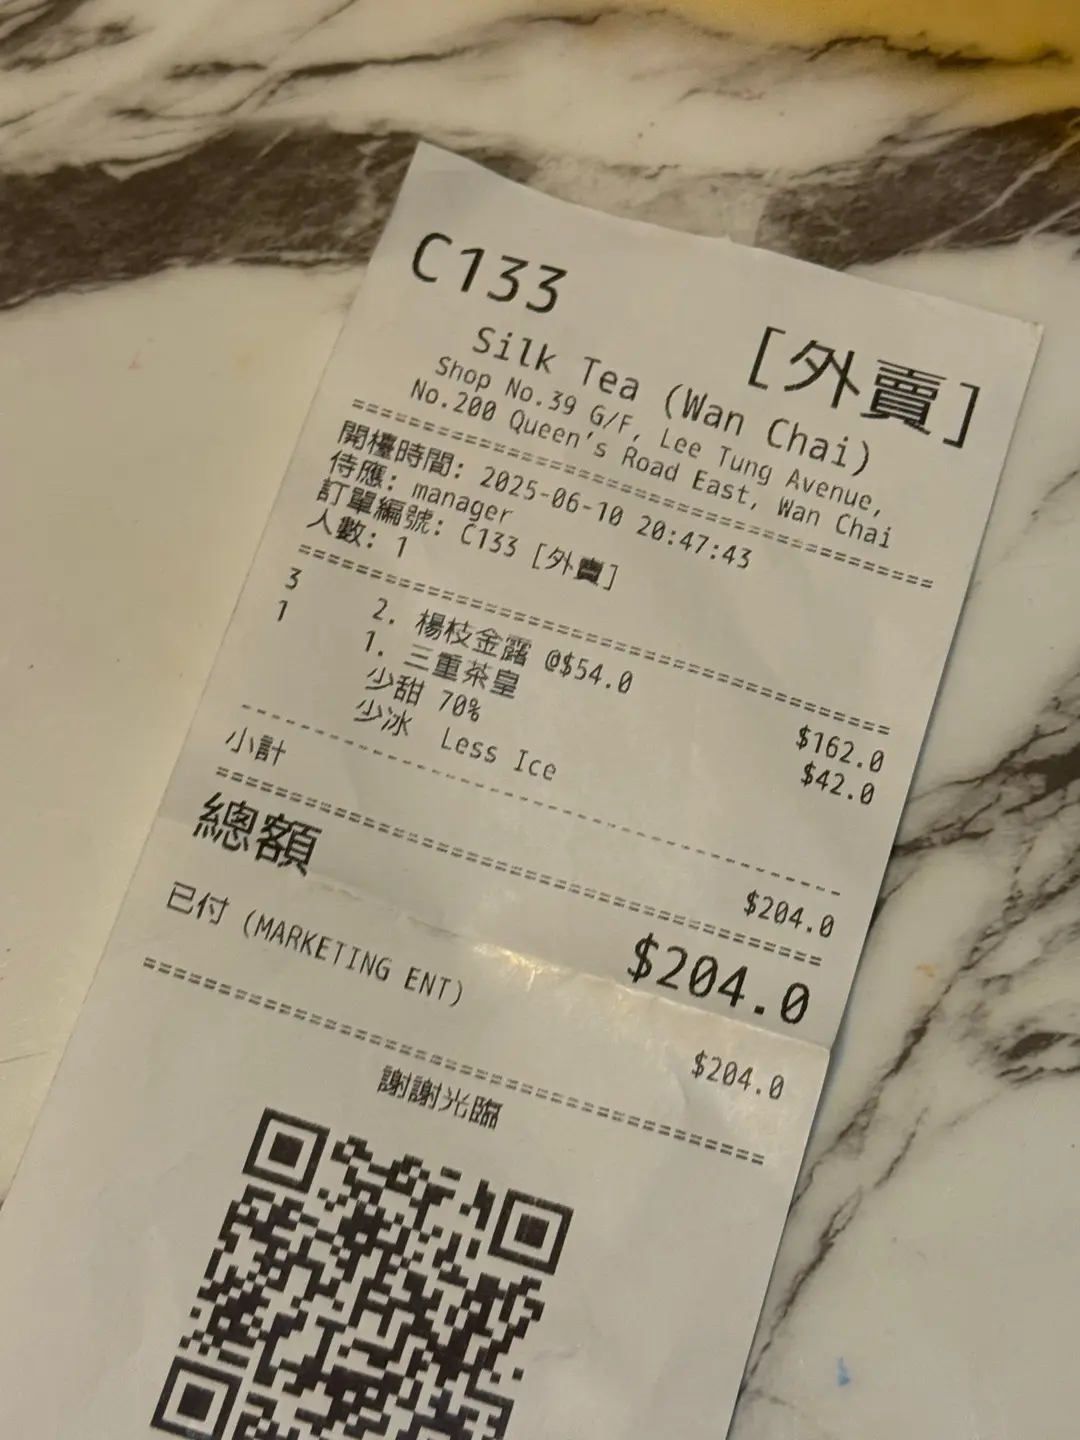 C133
[外賣]
Silk Tea (Wan Chai)
Shop No.39 G/F, Lee Tung Avenue,
No.200 Queen's Road East, Wan Chai
==========================================
開檯時間: 2025-06-10 20:47:43
侍應: manager
訂單編號: C133 [外賣]
人數: 1
==========================================
3 2. 楊枝金露 @$54.0 $162.0
1 1. 三重茶皇 $42.0
少甜 70%
少冰 Less Ice
------------------------------------------
小計 $204.0
==========================================
總額 $204.0
已付 (MARKETING ENT) $204.0
==========================================
謝謝光臨